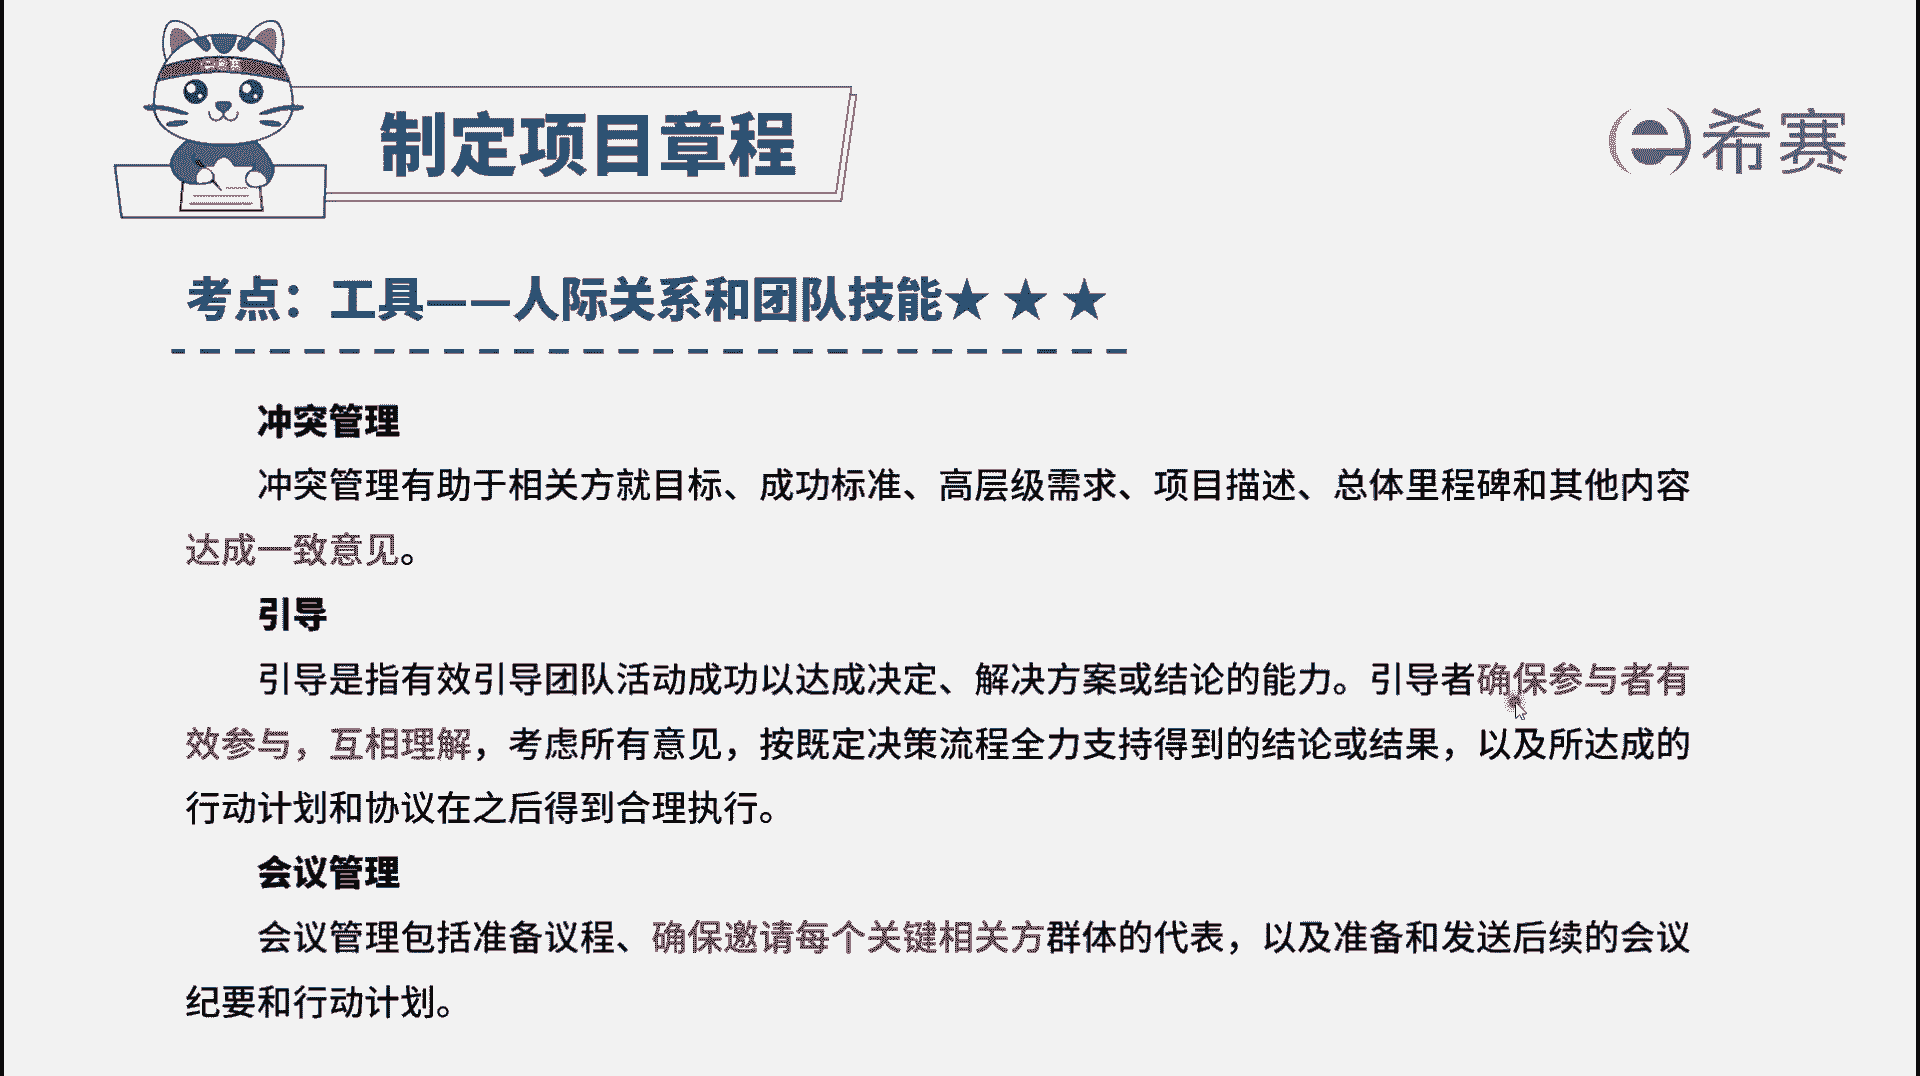 制定项目章程
希赛
考点：工具——人际关系和团队技能★ ★ ★
冲突管理
冲突管理有助于相关方就目标、成功标准、高层级需求、项目描述、总体里程碑和其他内容
达成一致意见。
引导
引导是指有效引导团队活动成功以达成决定、解决方案或结论的能力。引导者确保参与者有
效参与，互相理解，考虑所有意见，按既定决策流程全力支持得到的结论或结果，以及所达成的
行动计划和协议在之后得到合理执行。
会议管理
会议管理包括准备议程、确保邀请每个关键相关方群体的代表，以及准备和发送后续的会议
纪要和行动计划。